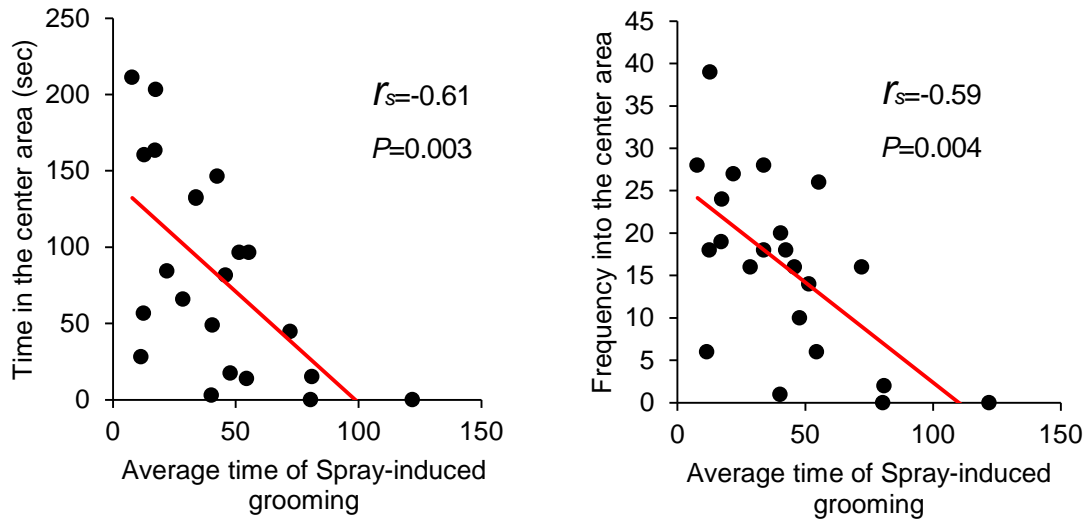 Time in the center area (sec)
250
200
150
100
50
0
rs=-0.61
P=0.003
0 50 100 150
Average time of Spray-induced
grooming
Frequency into the center area
45
40
35
30
25
20
15
10
5
0
rs=-0.59
P=0.004
0 50 100 150
Average time of Spray-induced
grooming